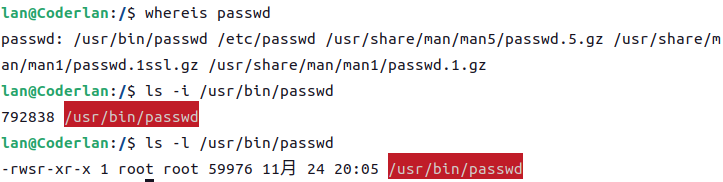 lan@Coderlan:/$ whereis passwd
passwd: /usr/bin/passwd /etc/passwd /usr/share/man/man5/passwd.5.gz /usr/share/m
an/man1/passwd.1ssl.gz /usr/share/man/man1/passwd.1.gz
lan@Coderlan:/$ ls -i /usr/bin/passwd
792838 /usr/bin/passwd
lan@Coderlan:/$ ls -l /usr/bin/passwd
-rwsr-xr-x 1 root root 59976 11月 24 20:05 /usr/bin/passwd